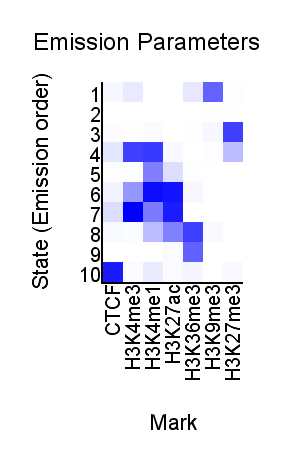 Emission Parameters
State (Emission order)
1
2
3
4
5
6
7
8
9
10
CTCF
H3K4me3
H3K4me1
H3K27ac
H3K36me3
H3K9me3
H3K27me3
Mark